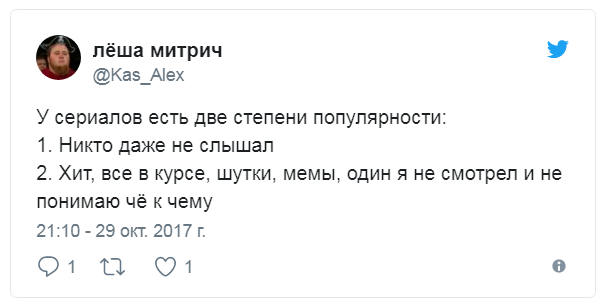 лёша митрич
@Kas_Alex
У сериалов есть две степени популярности:
1. Никто даже не слышал
2. Хит, все в курсе, шутки, мемы, один я не смотрел и не
понимаю чё к чему
21:10 - 29 окт. 2017 г.
1 1